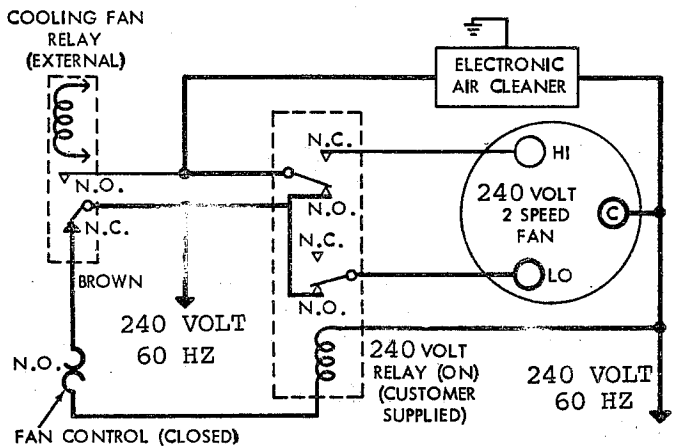 COOLING FAN
RELAY
(EXTERNAL)
ELECTRONIC
AIR CLEANER
N.C.
HI
N.O.
N.C.
N.O.
240 VOLT
2 SPEED
FAN
C
N.C.
BROWN
LO
N.O.
240 VOLT
60 HZ
N.O.
240 VOLT
RELAY (ON)
(CUSTOMER
SUPPLIED)
240 VOLT
60 HZ
FAN CONTROL (CLOSED)